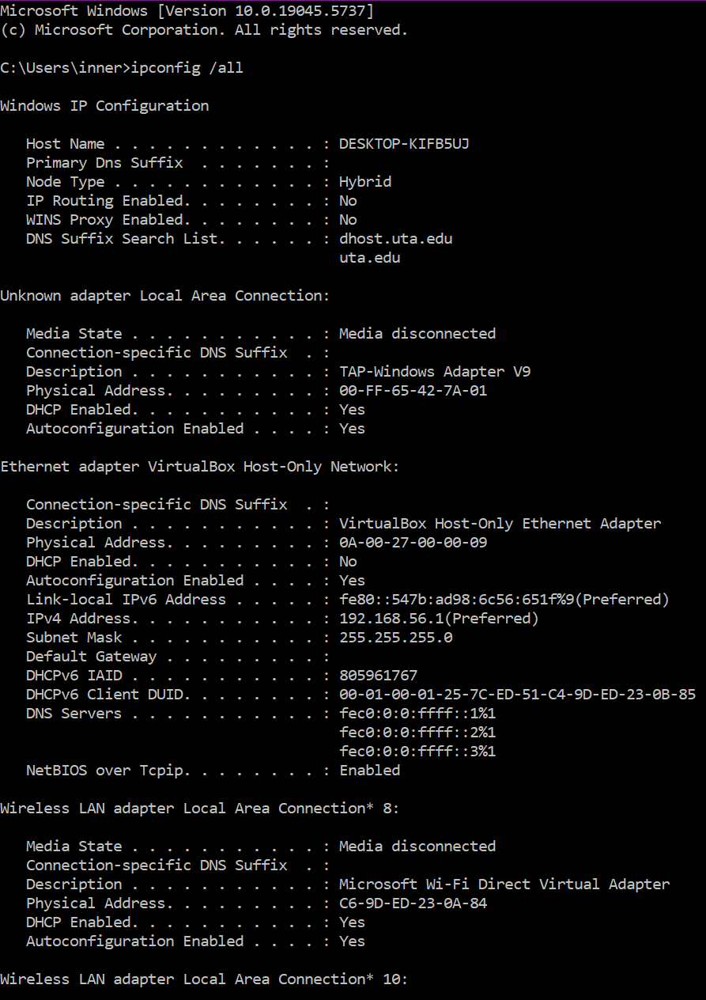 Microsoft Windows [Version 10.0.19045.5737]
(c) Microsoft Corporation. All rights reserved.

C:\Users\inner>ipconfig /all

Windows IP Configuration

   Host Name . . . . . . . . . . . . : DESKTOP-KIFB5UJ
   Primary Dns Suffix  . . . . . . . :
   Node Type . . . . . . . . . . . . : Hybrid
   IP Routing Enabled. . . . . . . . : No
   WINS Proxy Enabled. . . . . . . . : No
   DNS Suffix Search List. . . . . . : dhost.uta.edu
                                       uta.edu

Unknown adapter Local Area Connection:

   Media State . . . . . . . . . . . : Media disconnected
   Connection-specific DNS Suffix  . :
   Description . . . . . . . . . . . : TAP-Windows Adapter V9
   Physical Address. . . . . . . . . : 00-FF-65-42-7A-01
   DHCP Enabled. . . . . . . . . . . : Yes
   Autoconfiguration Enabled . . . . : Yes

Ethernet adapter VirtualBox Host-Only Network:

   Connection-specific DNS Suffix  . :
   Description . . . . . . . . . . . : VirtualBox Host-Only Ethernet Adapter
   Physical Address. . . . . . . . . : 0A-00-27-00-00-09
   DHCP Enabled. . . . . . . . . . . : No
   Autoconfiguration Enabled . . . . : Yes
   Link-local IPv6 Address . . . . . : fe80::547b:ad98:6c56:651f%9(Preferred)
   IPv4 Address. . . . . . . . . . . : 192.168.56.1(Preferred)
   Subnet Mask . . . . . . . . . . . : 255.255.255.0
   Default Gateway . . . . . . . . . :
   DHCPv6 IAID . . . . . . . . . . . : 805961767
   DHCPv6 Client DUID. . . . . . . . : 00-01-00-01-25-7C-ED-51-C4-9D-ED-23-0B-85
   DNS Servers . . . . . . . . . . . : fec0:0:0:ffff::1%1
                                       fec0:0:0:ffff::2%1
                                       fec0:0:0:ffff::3%1
   NetBIOS over Tcpip. . . . . . . . : Enabled

Wireless LAN adapter Local Area Connection* 8:

   Media State . . . . . . . . . . . : Media disconnected
   Connection-specific DNS Suffix  . :
   Description . . . . . . . . . . . : Microsoft Wi-Fi Direct Virtual Adapter
   Physical Address. . . . . . . . . : C6-9D-ED-23-0A-84
   DHCP Enabled. . . . . . . . . . . : Yes
   Autoconfiguration Enabled . . . . : Yes

Wireless LAN adapter Local Area Connection* 10: